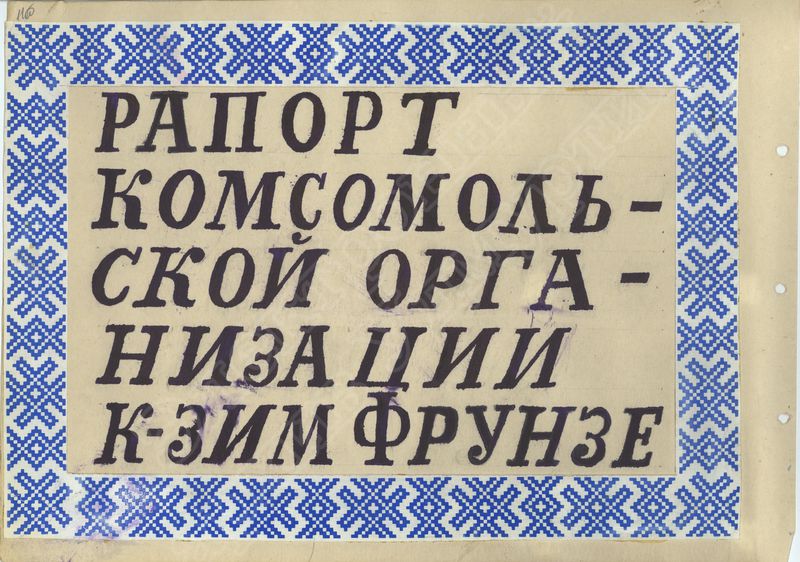 РАПОРТ
КОМСОМОЛЬ-
СКОЙ ОРГА-
НИЗАЦИИ
К-ЗИМ ФРУНЗЕ